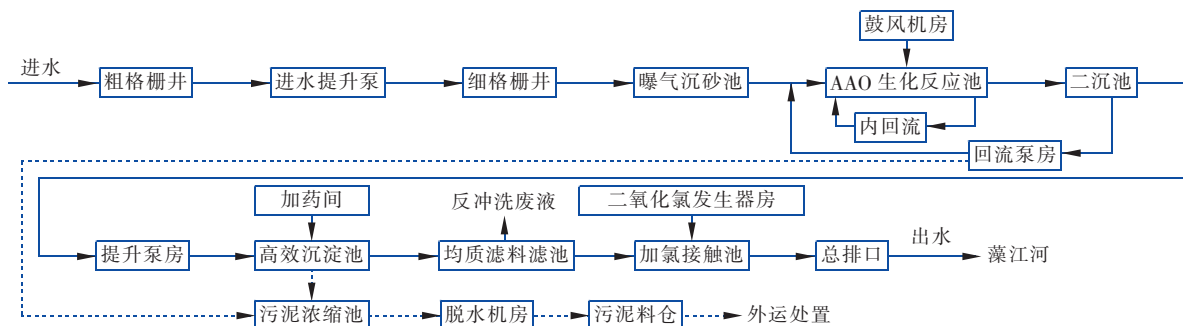 鼓风机房
进水
粗格栅井
进水提升泵
细格栅井
曝气沉砂池
AAO 生化反应池
二沉池
内回流
回流泵房
加药间
反冲洗废液
二氧化氯发生器房
提升泵房
高效沉淀池
均质滤料滤池
加氯接触池
总排口
出水
藻江河
污泥浓缩池
脱水机房
污泥料仓
外运处置